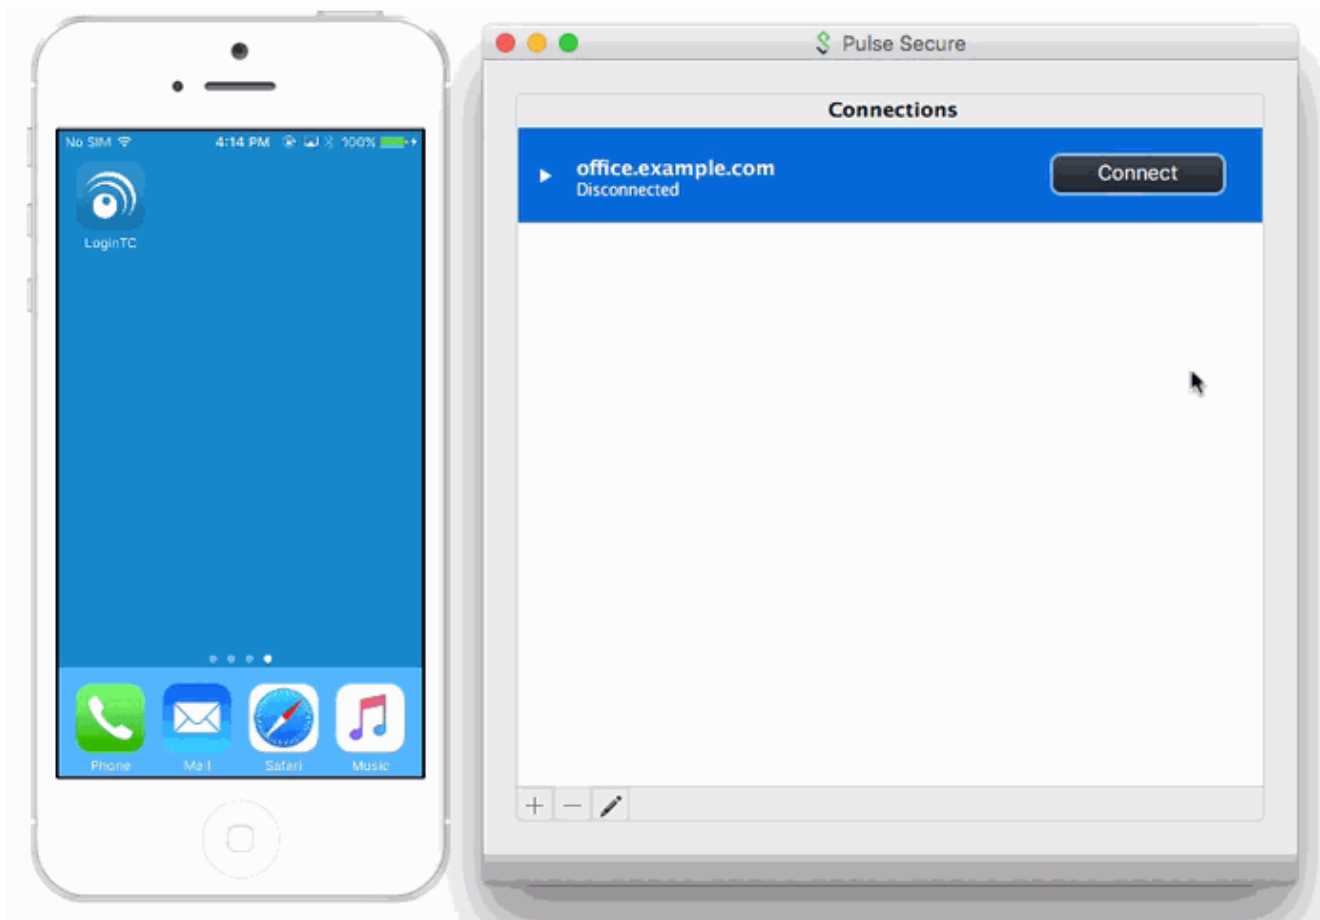 No SIM 4:14 PM 100%
LoginTC
Phone Mail Safari Music
Pulse Secure
Connections
office.example.com
Disconnected
Connect